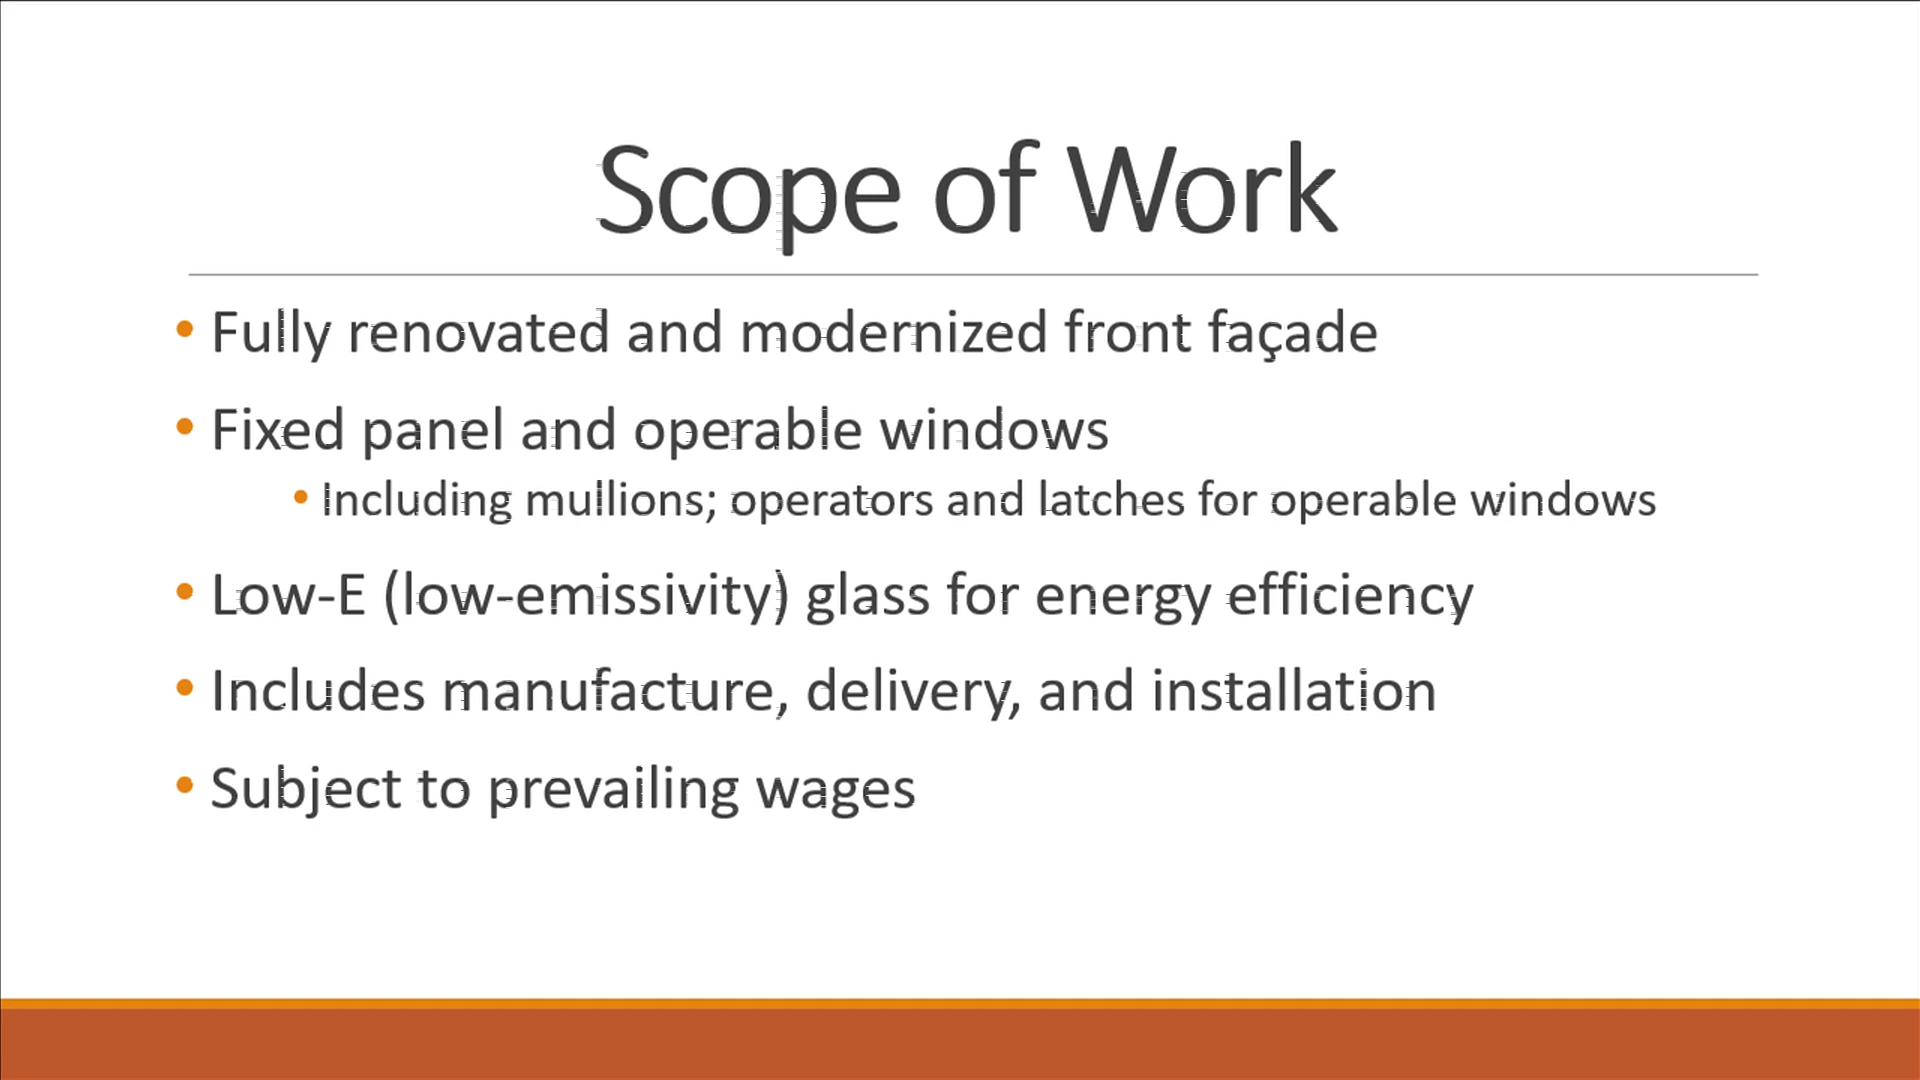 Scope of Work
• Fully renovated and modernized front façade
• Fixed panel and operable windows
• Including mullions; operators and latches for operable windows
• Low-E (low-emissivity) glass for energy efficiency
• Includes manufacture, delivery, and installation
• Subject to prevailing wages